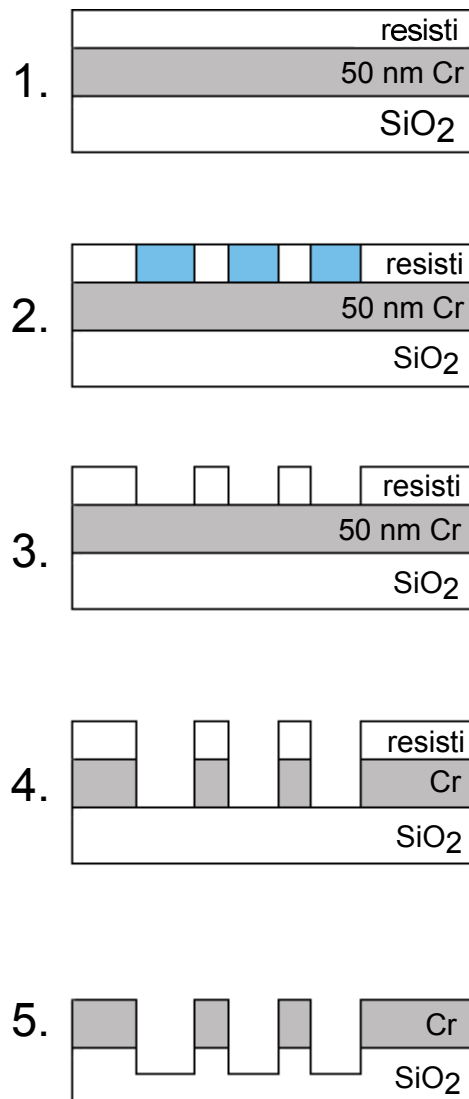 1.
resisti
50 nm Cr
SiO2
2.
resisti
50 nm Cr
SiO2
3.
resisti
50 nm Cr
SiO2
4.
resisti
Cr
SiO2
5.
Cr
SiO2